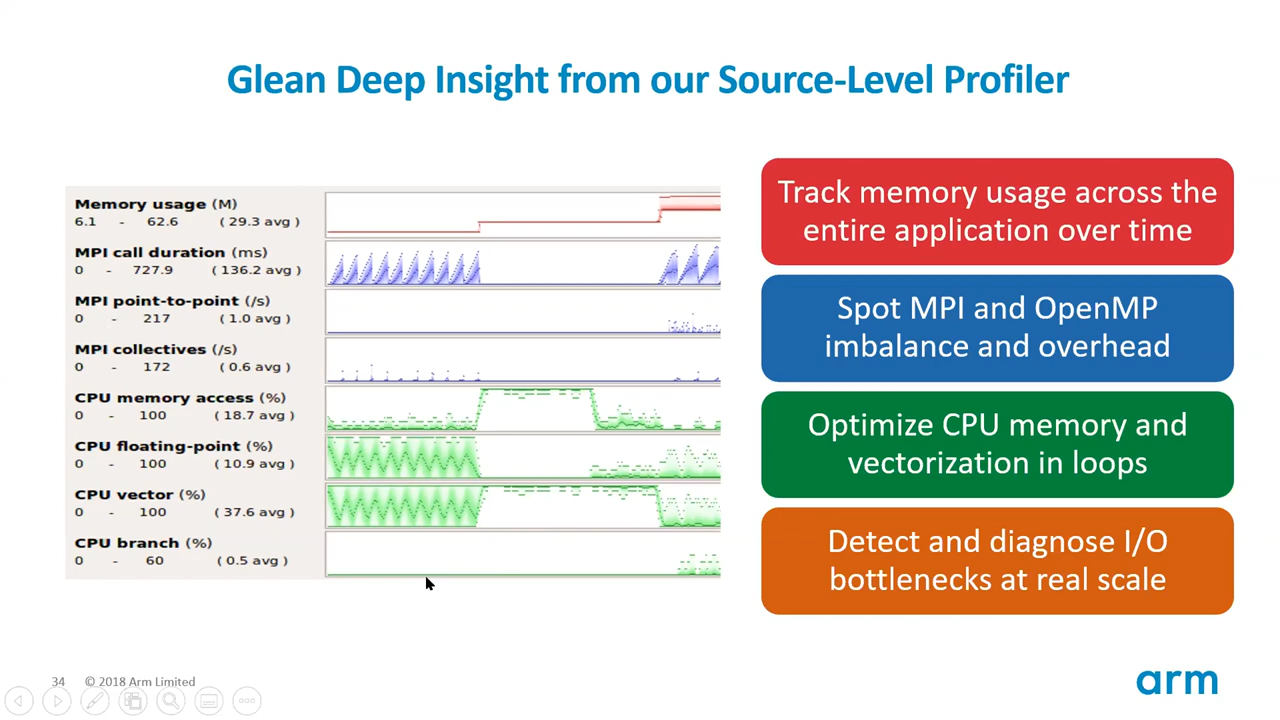 Glean Deep Insight from our Source-Level Profiler
Memory usage (M)
6.1 - 62.6 ( 29.3 avg )
MPI call duration (ms)
0 - 727.9 ( 136.2 avg )
MPI point-to-point (/s)
0 - 217 ( 1.0 avg )
MPI collectives (/s)
0 - 172 ( 0.6 avg )
CPU memory access (%)
0 - 100 ( 18.7 avg )
CPU floating-point (%)
0 - 100 ( 10.9 avg )
CPU vector (%)
0 - 100 ( 37.6 avg )
CPU branch (%)
0 - 60 ( 0.5 avg )
Track memory usage across the
entire application over time
Spot MPI and OpenMP
imbalance and overhead
Optimize CPU memory and
vectorization in loops
Detect and diagnose I/O
bottlenecks at real scale
34 © 2018 Arm Limited
arm